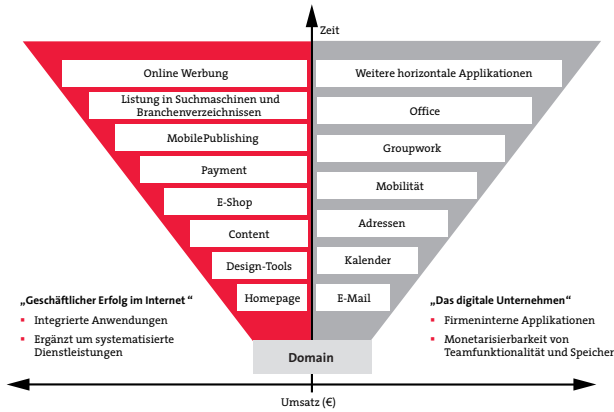 Zeit
Online Werbung
Listung in Suchmaschinen und
Branchenverzeichnissen
MobilePublishing
Payment
E-Shop
Content
Design-Tools
Homepage
Weitere horizontale Applikationen
Office
Groupwork
Mobilität
Adressen
Kalender
E-Mail
„Geschäftlicher Erfolg im Internet “
Integrierte Anwendungen
Ergänzt um systematisierte
Dienstleistungen
„Das digitale Unternehmen“
Firmeninterne Applikationen
Monetarisierbarkeit von
Teamfunktionalität und Speicher
Domain
Umsatz (€)